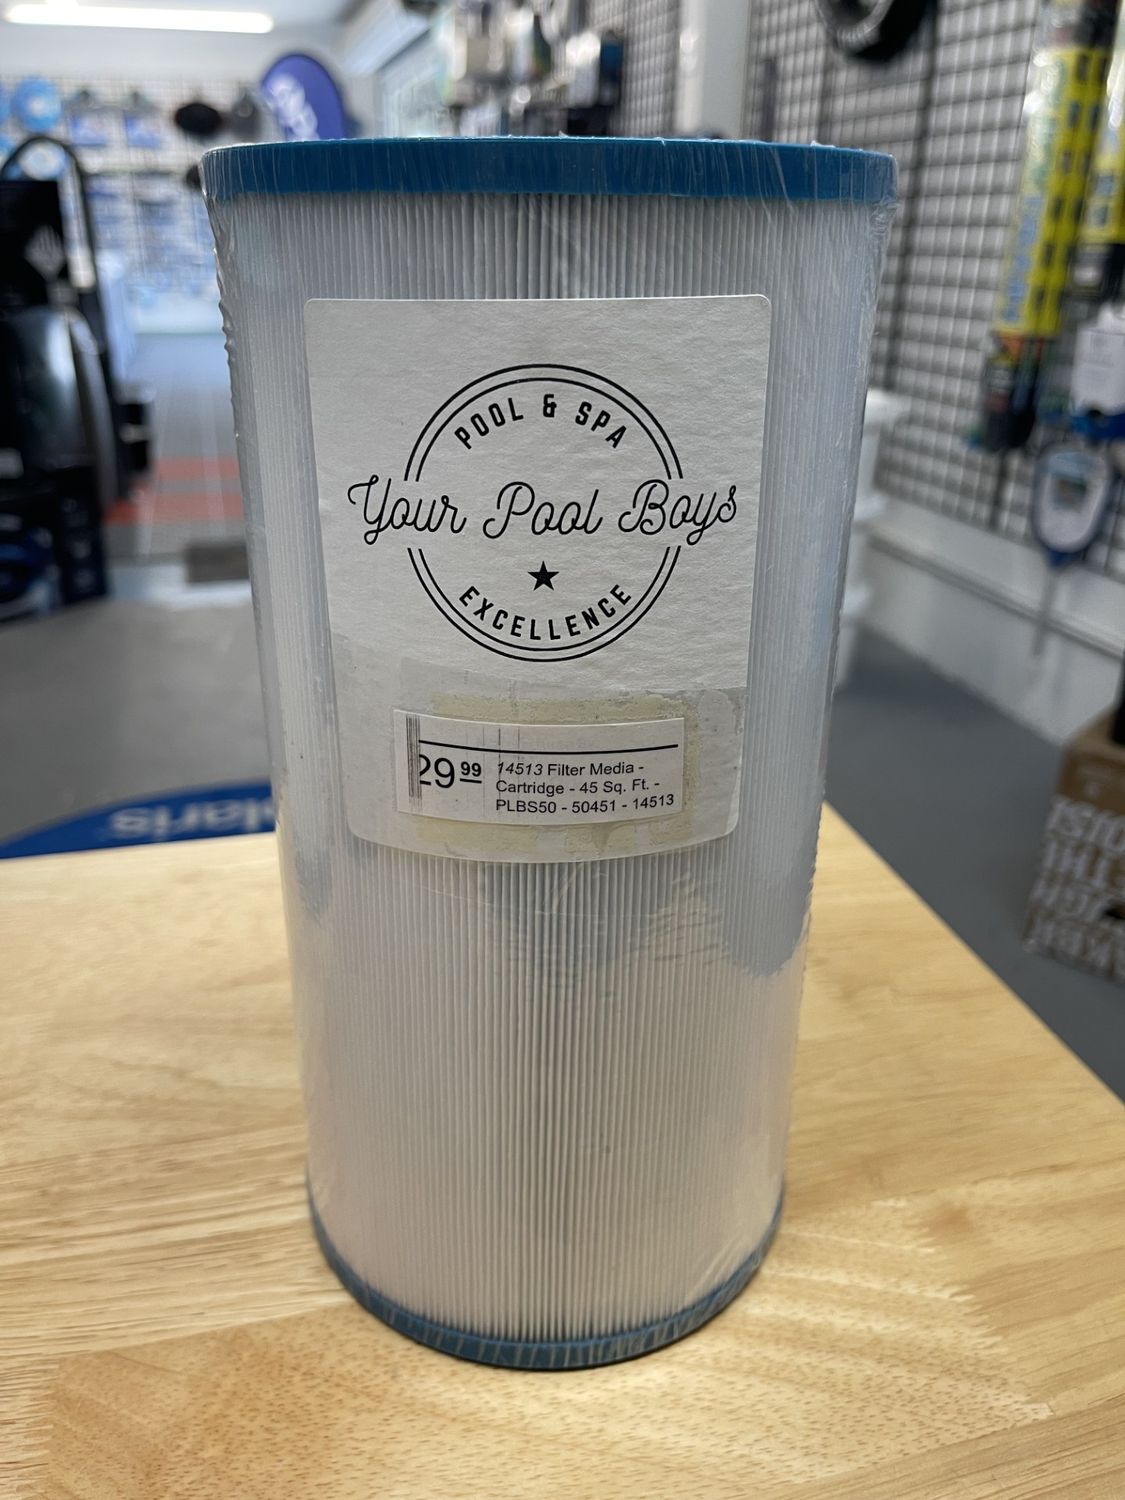 POOL & SPA
Your Pool Boys
EXCELLENCE
29 99
14513 Filter Media -
Cartridge - 45 Sq. Ft. -
PLBS50 - 50451 - 14513